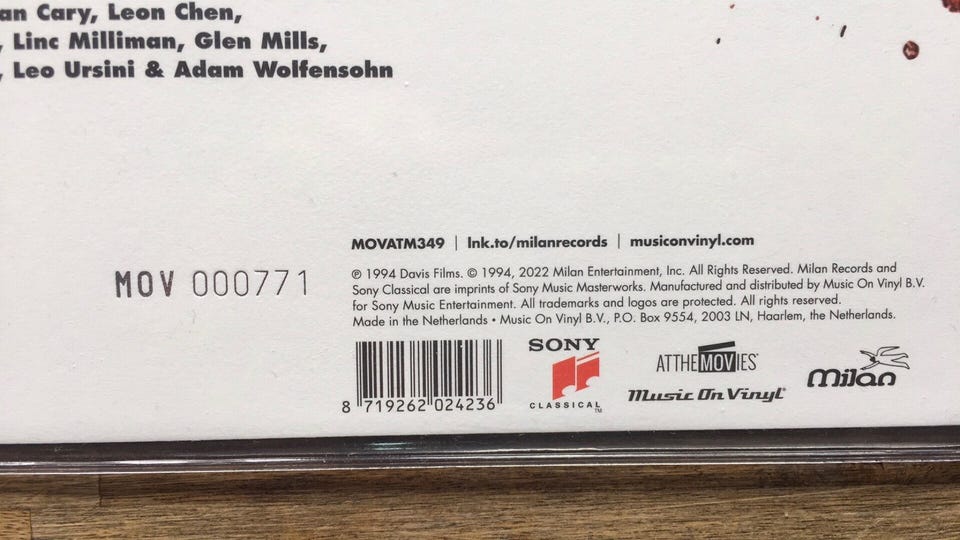 an Cary, Leon Chen,
, Linc Milliman, Glen Mills,
, Leo Ursini & Adam Wolfensohn
MOVATM349 | lnk.to/milanrecords | musiconvinyl.com
MOV 000771
℗ 1994 Davis Films. © 1994, 2022 Milan Entertainment, Inc. All Rights Reserved. Milan Records and
Sony Classical are imprints of Sony Music Masterworks. Manufactured and distributed by Music On Vinyl B.V.
for Sony Music Entertainment. All trademarks and logos are protected. All rights reserved.
Made in the Netherlands • Music On Vinyl B.V., P.O. Box 9554, 2003 LN, Haarlem, the Netherlands.
8 719262 024236
SONY
CLASSICAL™
ATTHEMOVIES
Music On Vinyl
milan